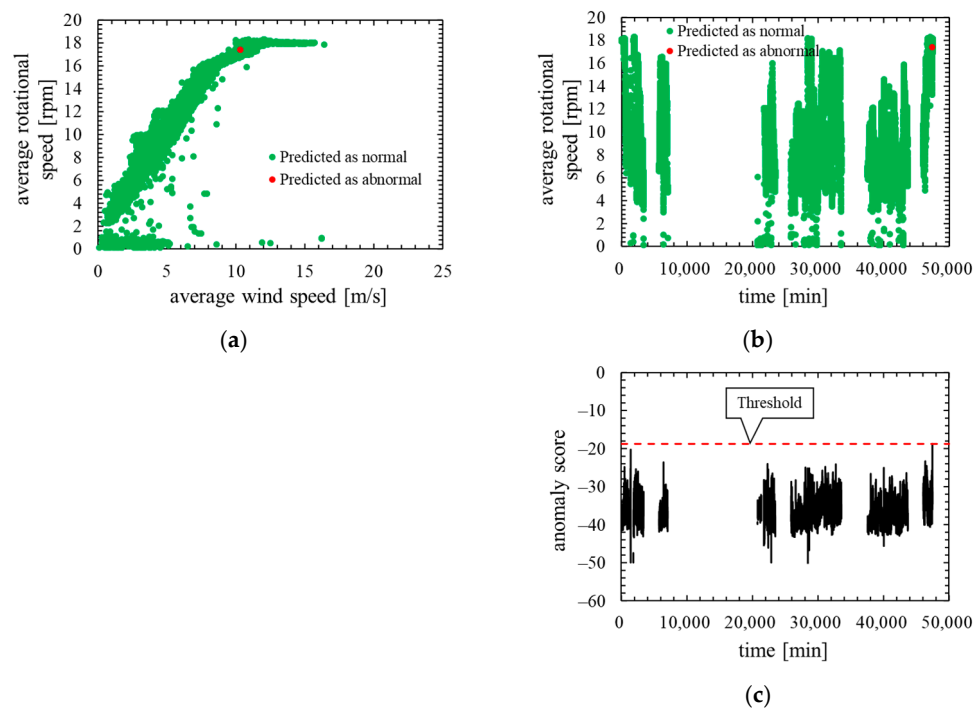 20
18
16
14
12
10
8
6
4
2
0
average rotational
speed [rpm]
Predicted as normal
Predicted as abnormal
0 5 10 15 20 25
average wind speed [m/s]
(a)
20
18
16
14
12
10
8
6
4
2
0
average rotational
speed [rpm]
Predicted as normal
Predicted as abnormal
0 10,000 20,000 30,000 40,000 50,000
time [min]
(b)
0
−10
−20
−30
−40
−50
−60
anomaly score
Threshold
0 10,000 20,000 30,000 40,000 50,000
time [min]
(c)